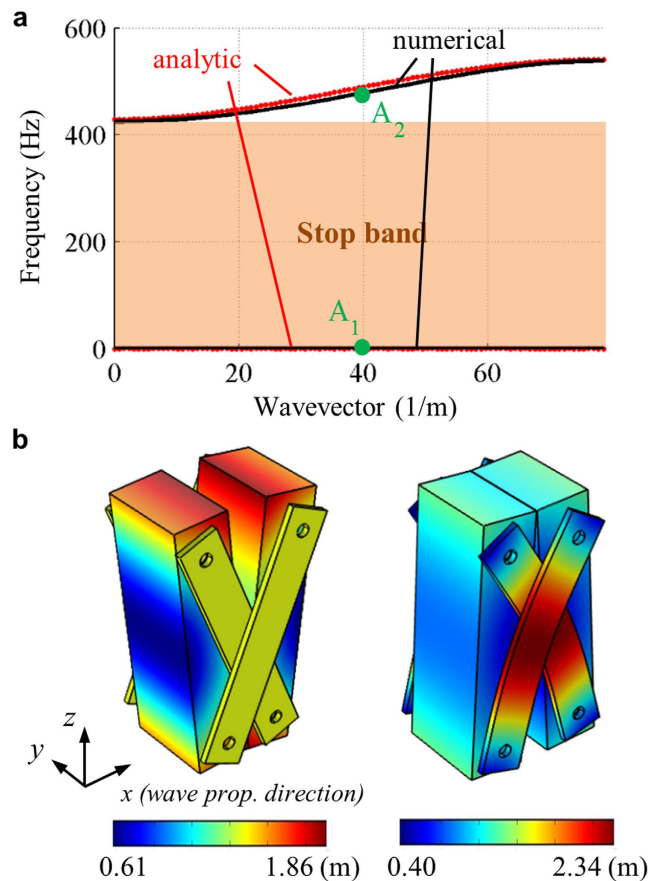 a
600
400
200
0
Frequency (Hz)
analytic
numerical
A2
Stop band
A1
0 20 40 60
Wavevector (1/m)
b
z
y
x (wave prop. direction)
0.61 1.86 (m)
0.40 2.34 (m)